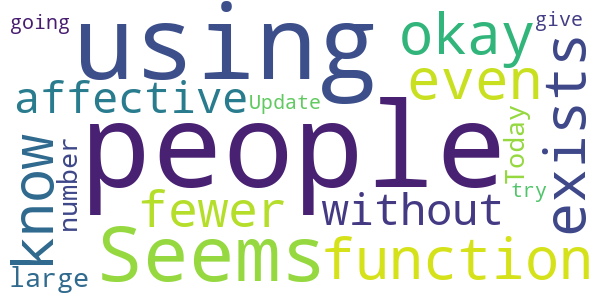 going
using
okay
give
affective
Update
even
exists
people
know
number
Today
try
fewer
without
Seems
function
large